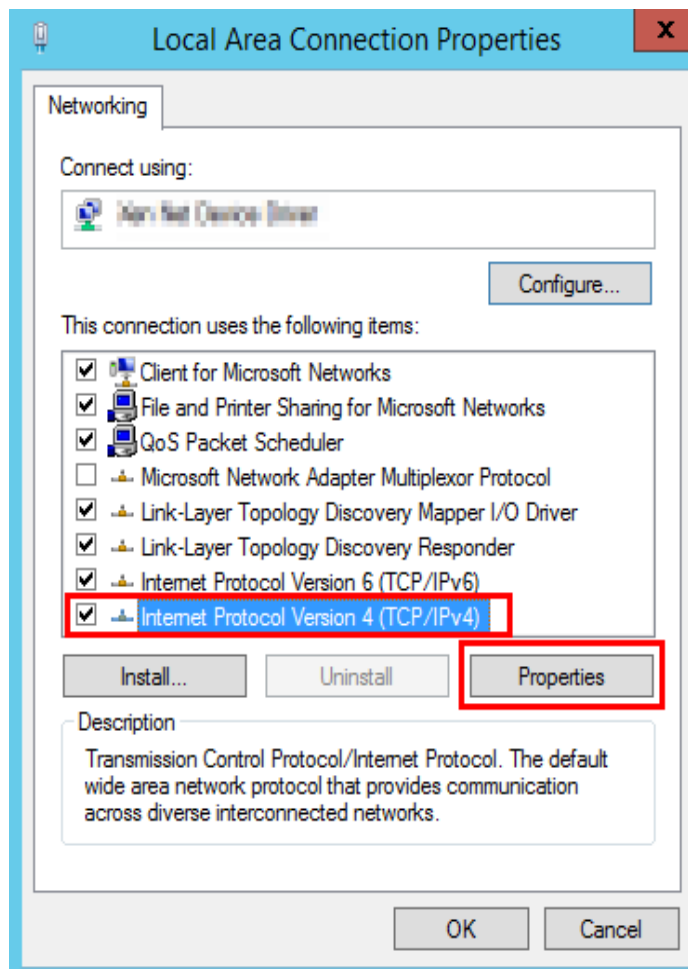 Local Area Connection Properties
x
Networking
Connect using:
Configure...
This connection uses the following items:
Client for Microsoft Networks
File and Printer Sharing for Microsoft Networks
QoS Packet Scheduler
Microsoft Network Adapter Multiplexor Protocol
Link-Layer Topology Discovery Mapper I/O Driver
Link-Layer Topology Discovery Responder
Internet Protocol Version 6 (TCP/IPv6)
Internet Protocol Version 4 (TCP/IPv4)
Install... Uninstall Properties
Description
Transmission Control Protocol/Internet Protocol. The default
wide area network protocol that provides communication
across diverse interconnected networks.
OK Cancel